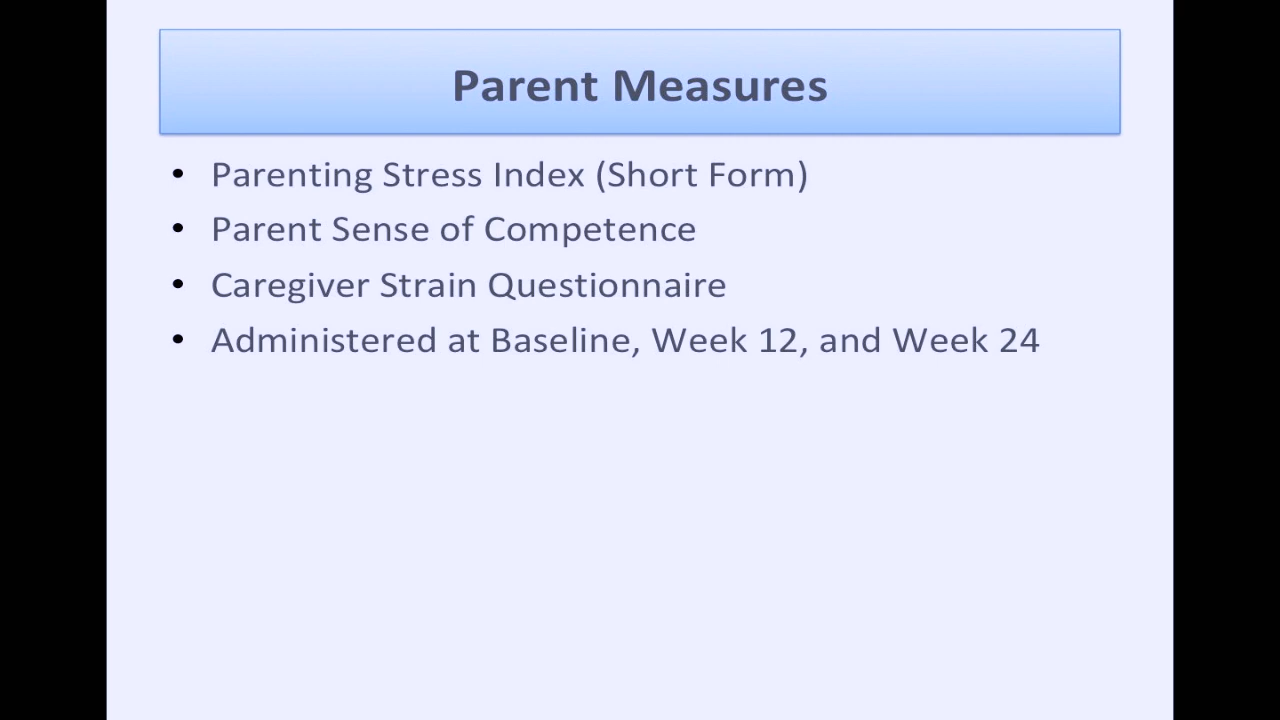 Parent Measures
• Parenting Stress Index (Short Form)
• Parent Sense of Competence
• Caregiver Strain Questionnaire
• Administered at Baseline, Week 12, and Week 24